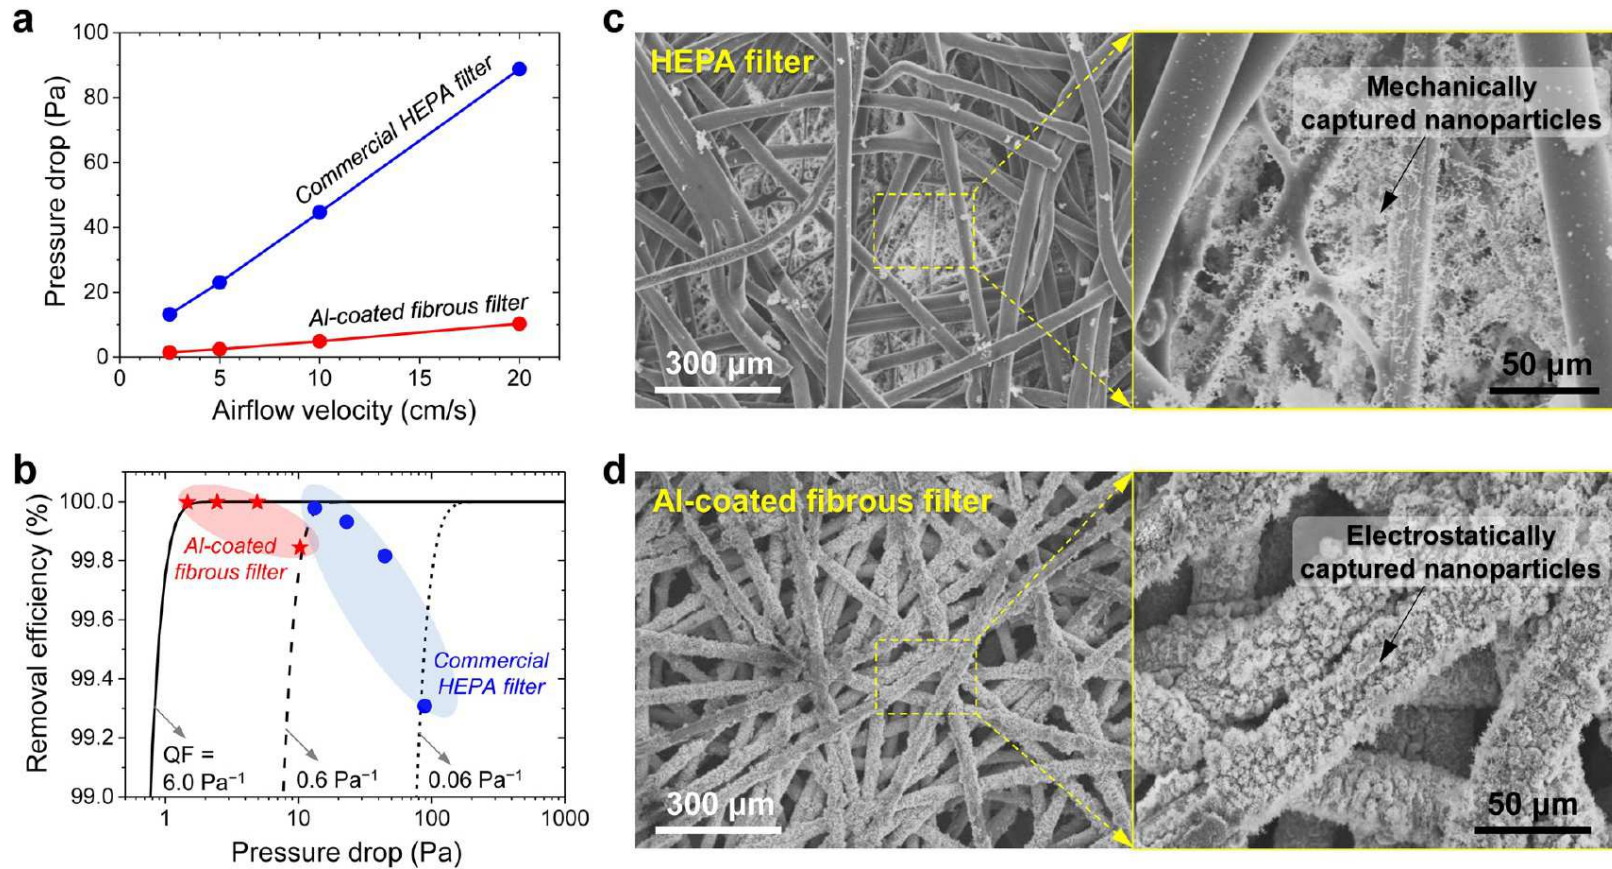 a
100
80
60
40
20
0
Pressure drop (Pa)
Commercial HEPA filter
Al-coated fibrous filter
0
5
10
15
20
Airflow velocity (cm/s)
b
100.0
99.8
99.6
99.4
99.2
99.0
Removal efficiency (%)
Al-coated
fibrous filter
Commercial
HEPA filter
QF =
6.0 Pa⁻¹
0.6 Pa⁻¹
0.06 Pa⁻¹
1
10
100
1000
Pressure drop (Pa)
c
HEPA filter
300 µm
Mechanically
captured nanoparticles
50 µm
d
Al-coated fibrous filter
300 µm
Electrostatically
captured nanoparticles
50 µm